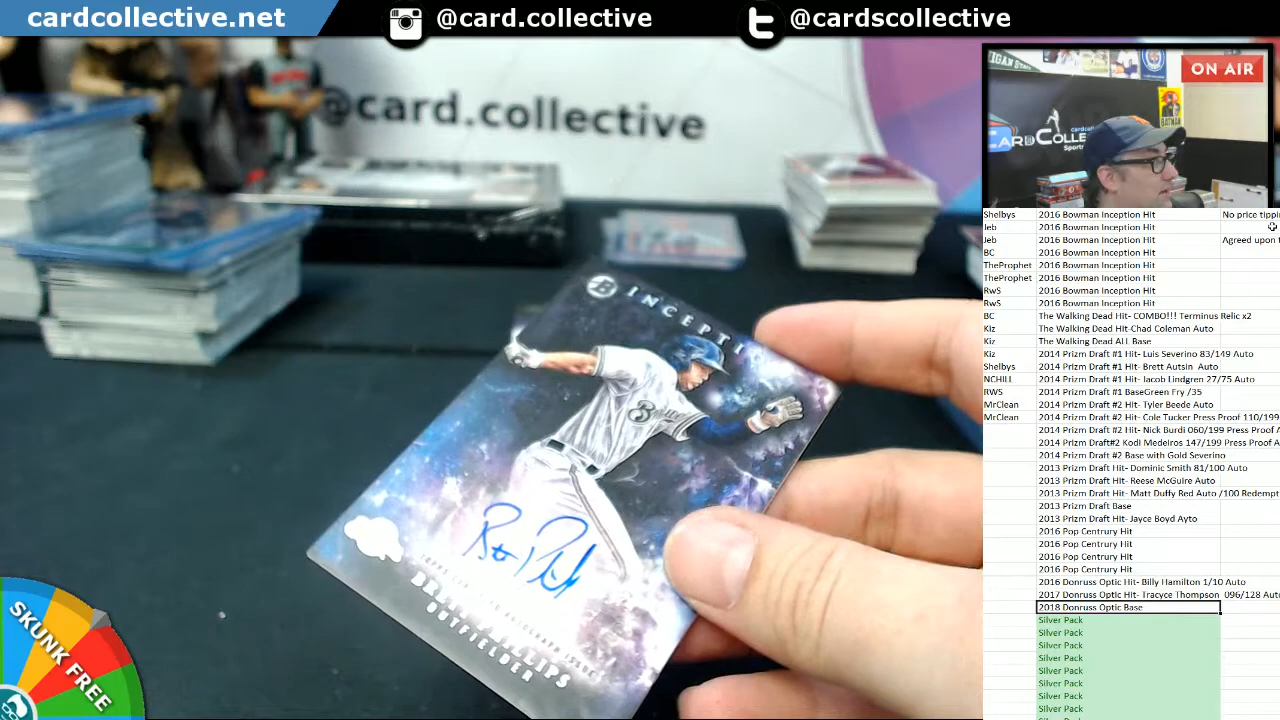 cardcollective.net
@card.collective
@cardscollective
@card.collective
ON AIR
BATMAN
B INCEPTI
B
OUTFIELDER
SKUNK FREE
Shelbys 2016 Bowman Inception Hit No price tippi
Jeb 2016 Bowman Inception Hit
Jeb 2016 Bowman Inception Hit Agreed upon
BC 2016 Bowman Inception Hit
TheProphet 2016 Bowman Inception Hit
TheProphet 2016 Bowman Inception Hit
RwS 2016 Bowman Inception Hit
RwS 2016 Bowman Inception Hit
BC The Walking Dead Hit- COMBO!!! Terminus Relic x2
Kiz The Walking Dead Hit-Chad Coleman Auto
Kiz The Walking Dead ALL Base
Kiz 2014 Prizm Draft #1 Hit- Luis Severino 83/149 Auto
Shelbys 2014 Prizm Draft #1 Hit- Brett Autsin Auto
NCHILL 2014 Prizm Draft #1 Hit- Jacob Lindgren 27/75 Auto
RWS 2014 Prizm Draft #1 BaseGreen Fry /35
MrClean 2014 Prizm Draft #2 Hit- Tyler Beede Auto
MrClean 2014 Prizm Draft #2 Hit- Cole Tucker Press Proof 110/199
2014 Prizm Draft #2 Hit- Nick Burdi 060/199 Press Proof A
2014 Prizm Draft#2 Kodi Medeiros 147/199 Press Proof A
2014 Prizm Draft #2 Base with Gold Severino
2013 Prizm Draft Hit- Dominic Smith 81/100 Auto
2013 Prizm Draft Hit- Reese McGuire Auto
2013 Prizm Draft Hit- Matt Duffy Red Auto /100 Redempt
2013 Prizm Draft Base
2013 Prizm Draft Hit- Jayce Boyd Ayto
2016 Pop Centrury Hit
2016 Pop Centrury Hit
2016 Pop Centrury Hit
2016 Pop Centrury Hit
2016 Donruss Optic Hit- Billy Hamilton 1/10 Auto
2017 Donruss Optic Hit- Tracyce Thompson 096/128 Auto
2018 Donruss Optic Base
Silver Pack
Silver Pack
Silver Pack
Silver Pack
Silver Pack
Silver Pack
Silver Pack
Silver Pack